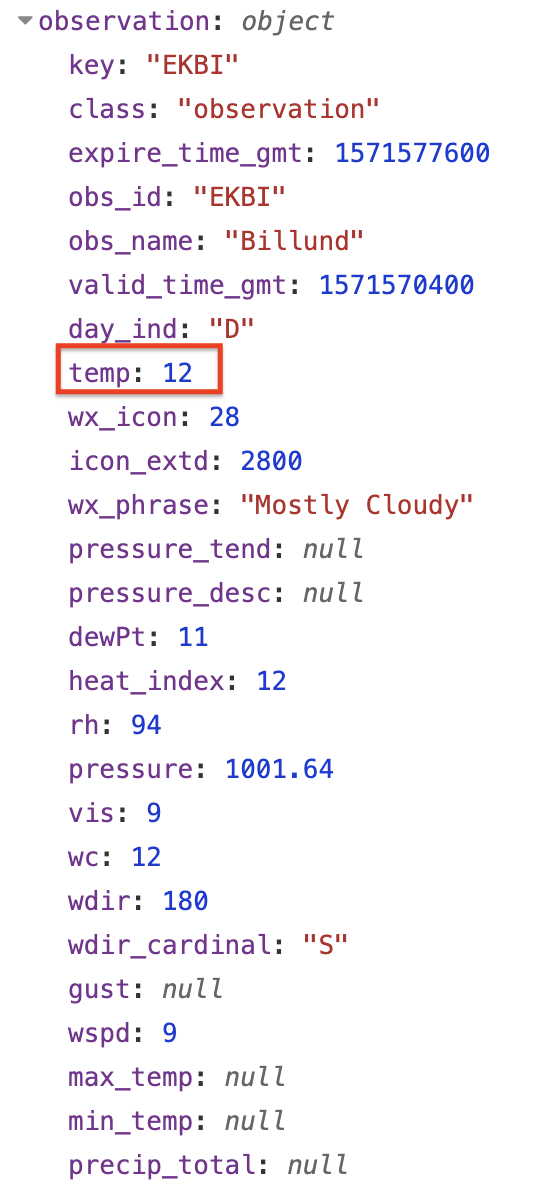 observation: object
key: "EKBI"
class: "observation"
expire_time_gmt: 1571577600
obs_id: "EKBI"
obs_name: "Billund"
valid_time_gmt: 1571570400
day_ind: "D"
temp: 12
wx_icon: 28
icon_extd: 2800
wx_phrase: "Mostly Cloudy"
pressure_tend: null
pressure_desc: null
dewPt: 11
heat_index: 12
rh: 94
pressure: 1001.64
vis: 9
wc: 12
wdir: 180
wdir_cardinal: "S"
gust: null
wspd: 9
max_temp: null
min_temp: null
precip_total: null